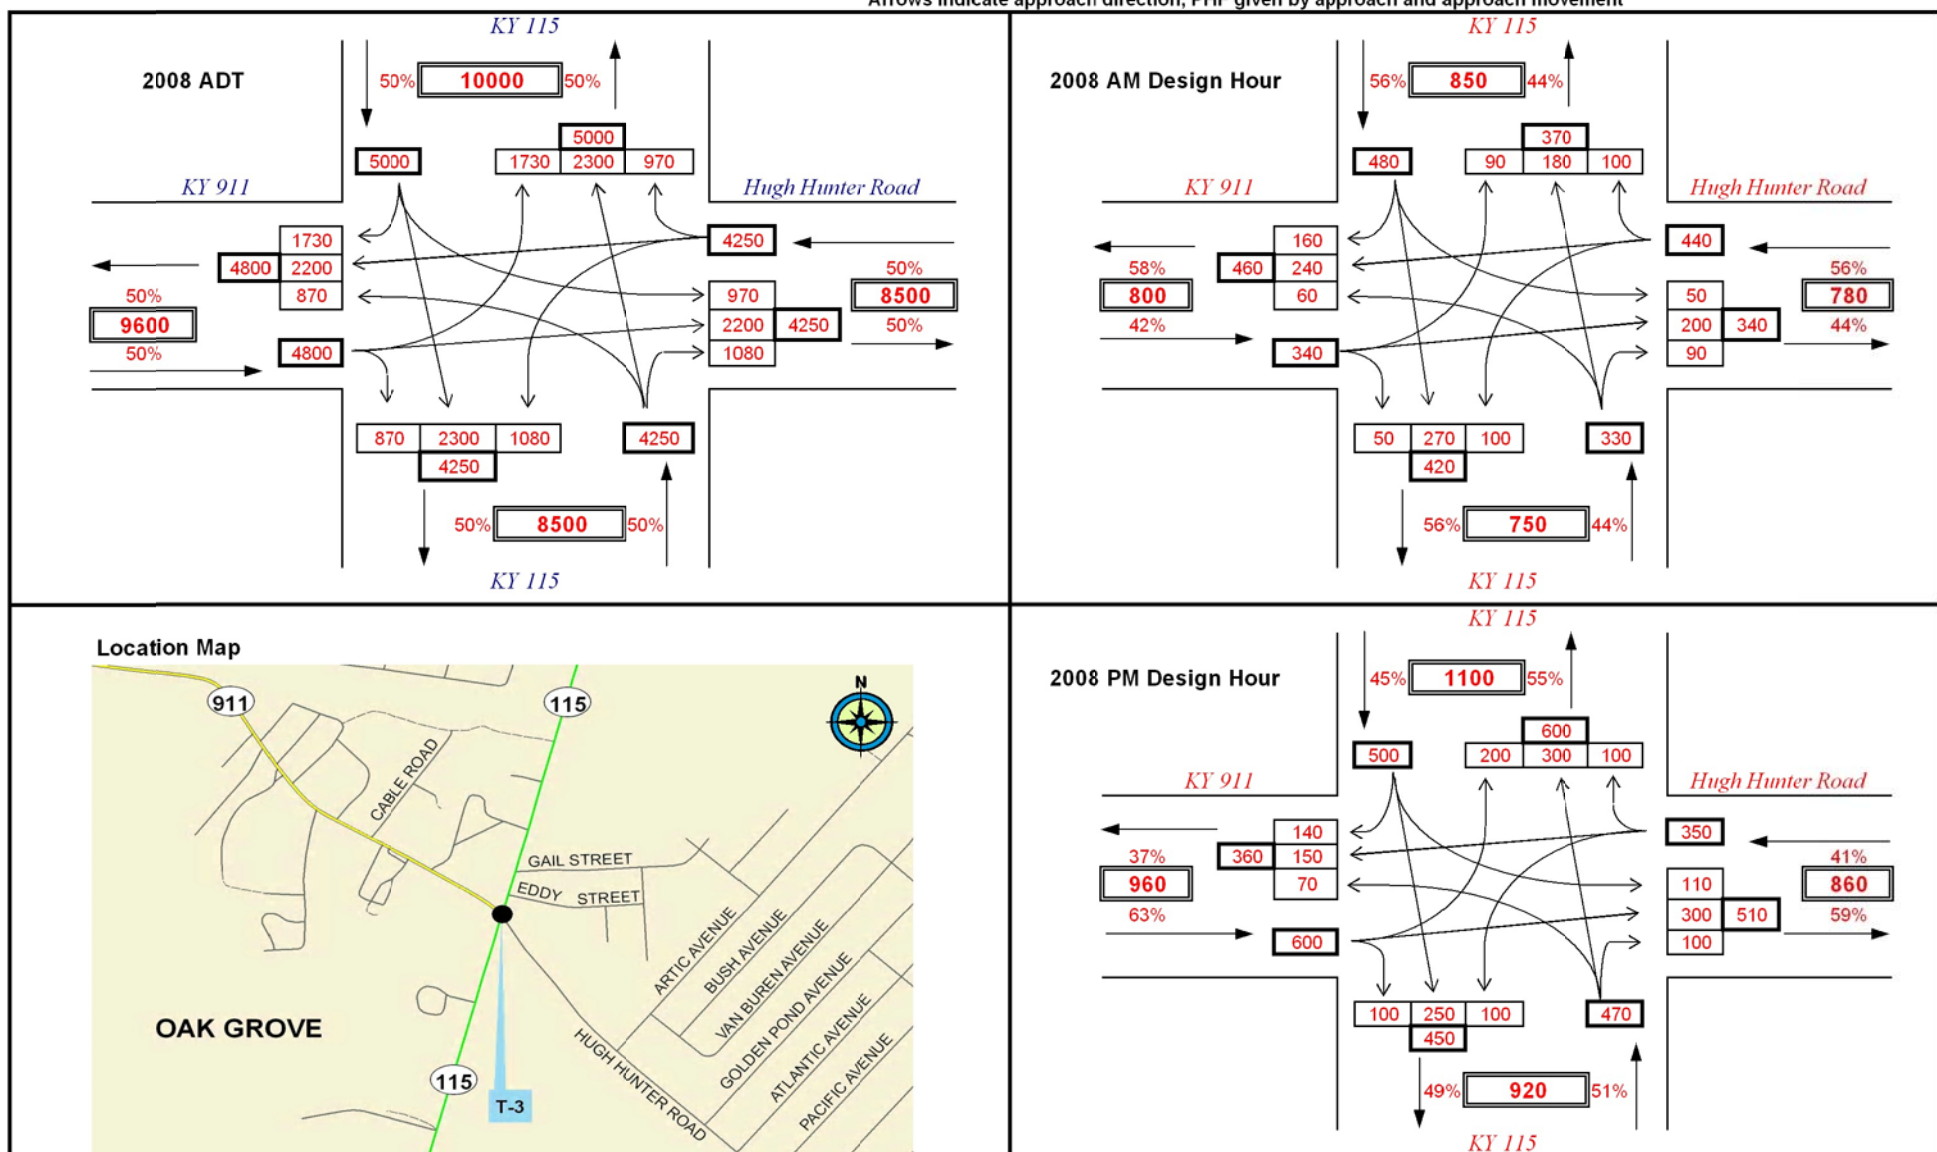 Arrows indicate approach direction, PHF given by approach and approach movement
KY 115
2008 ADT
50% 10000 50%
5000
5000
1730 2300 970
KY 911
Hugh Hunter Road
1730
4250
4800 2200
50%
870
970
8500
50%
9600
2200 4250
50%
50%
4800
1080
870 2300 1080
4250
4250
50% 8500 50%
KY 115
KY 115
2008 AM Design Hour
56% 850 44%
370
480
90 180 100
KY 911
Hugh Hunter Road
160
440
58%
460 240
56%
800
60
50
780
42%
200 340
44%
340
90
50 270 100
330
420
56% 750 44%
KY 115
Location Map
911
115
N
CABLE ROAD
GAIL STREET
EDDY STREET
ARTIC AVENUE
BUSH AVENUE
VAN BUREN AVENUE
GOLDEN POND AVENUE
ATLANTIC AVENUE
PACIFIC AVENUE
OAK GROVE
HUGH HUNTER ROAD
115
T-3
KY 115
2008 PM Design Hour
45% 1100 55%
600
500
200 300 100
KY 911
Hugh Hunter Road
140
350
37%
360 150
41%
960
70
110
860
63%
300 510
59%
600
100
100 250 100
470
450
49% 920 51%
KY 115